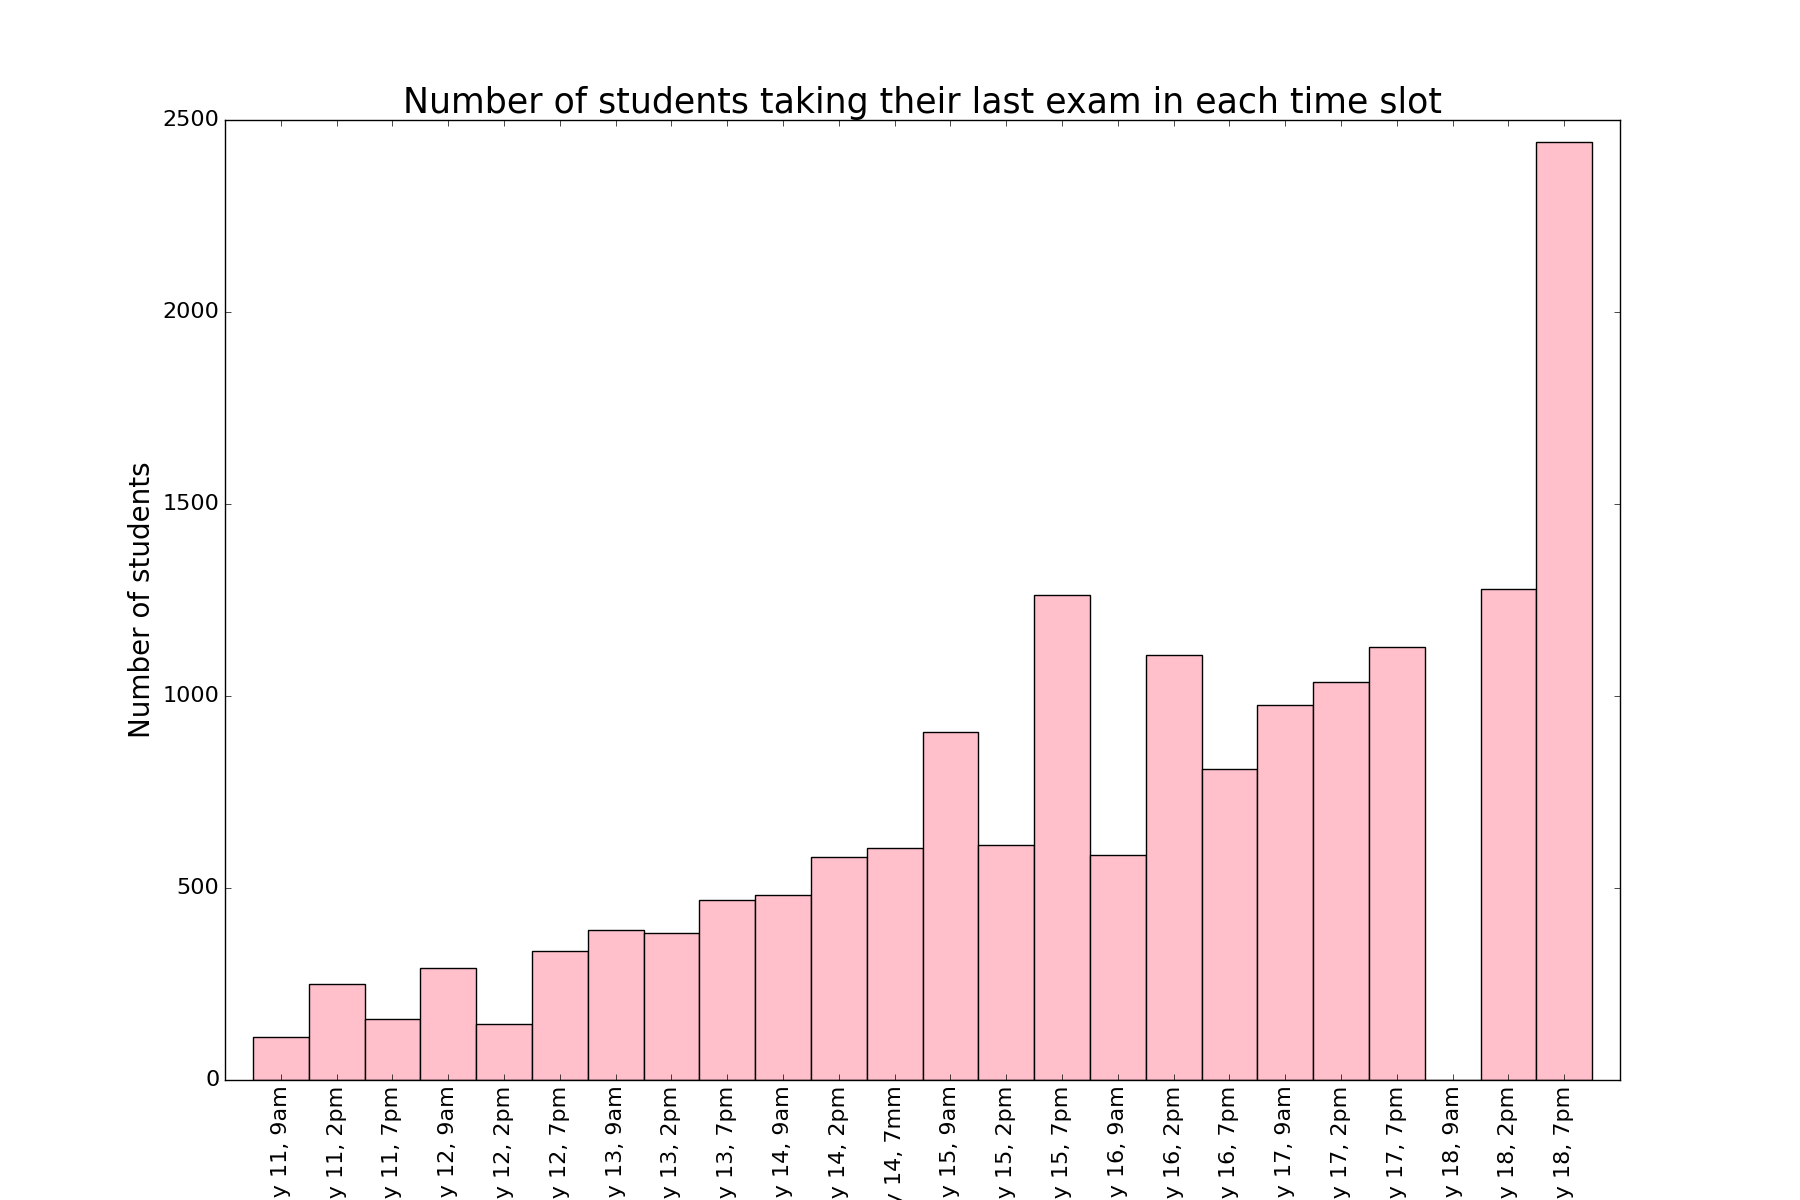 Number of students taking their last exam in each time slot
Number of students
2500
2000
1500
1000
500
0
y 11, 9am
y 11, 2pm
y 11, 7pm
y 12, 9am
y 12, 2pm
y 12, 7pm
y 13, 9am
y 13, 2pm
y 13, 7pm
y 14, 9am
y 14, 2pm
y 14, 7mm
y 15, 9am
y 15, 2pm
y 15, 7pm
y 16, 9am
y 16, 2pm
y 16, 7pm
y 17, 9am
y 17, 2pm
y 17, 7pm
y 18, 9am
y 18, 2pm
y 18, 7pm